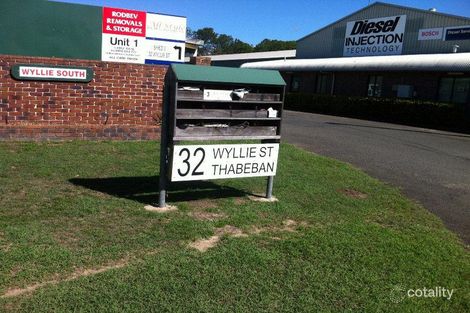 RODBEV
REMOVALS
& STORAGE
Unit 1
WYLLIE SOUTH
32 WYLLIE ST
THABEBAN
Diesel
INJECTION
TECHNOLOGY
BOSCH
cotality